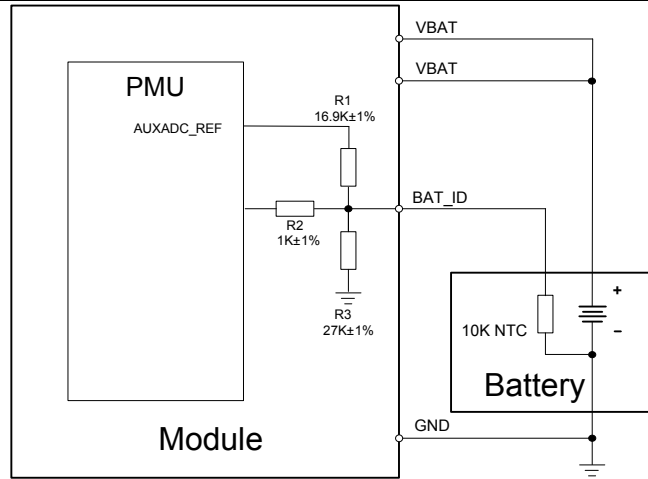 VBAT
VBAT
PMU
R1
16.9K±1%
AUXADC_REF
BAT_ID
R2
1K±1%
R3
27K±1%
+
10K NTC
-
Battery
GND
Module